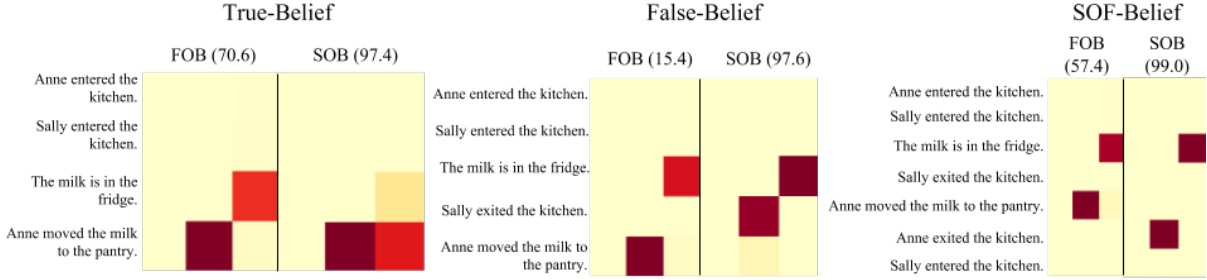 True-Belief
FOB (70.6)
SOB (97.4)
Anne entered the
kitchen.
Sally entered the
kitchen.
The milk is in the
fridge.
Anne moved the milk
to the pantry.
False-Belief
FOB (15.4)
SOB (97.6)
Anne entered the kitchen.
Sally entered the kitchen.
The milk is in the fridge.
Sally exited the kitchen.
Anne moved the milk to
the pantry.
SOF-Belief
FOB
(57.4)
SOB
(99.0)
Anne entered the kitchen.
Sally entered the kitchen.
The milk is in the fridge.
Sally exited the kitchen.
Anne moved the milk to the pantry.
Anne exited the kitchen.
Sally entered the kitchen.